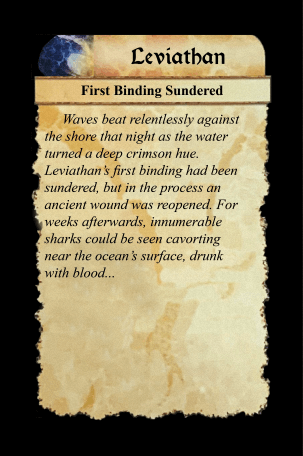 Leviathan
First Binding Sundered
Waves beat relentlessly against
the shore that night as the water
turned a deep crimson hue.
Leviathan's first binding had been
sundered, but in the process an
ancient wound was reopened. For
weeks afterwards, innumerable
sharks could be seen cavorting
near the ocean's surface, drunk
with blood...